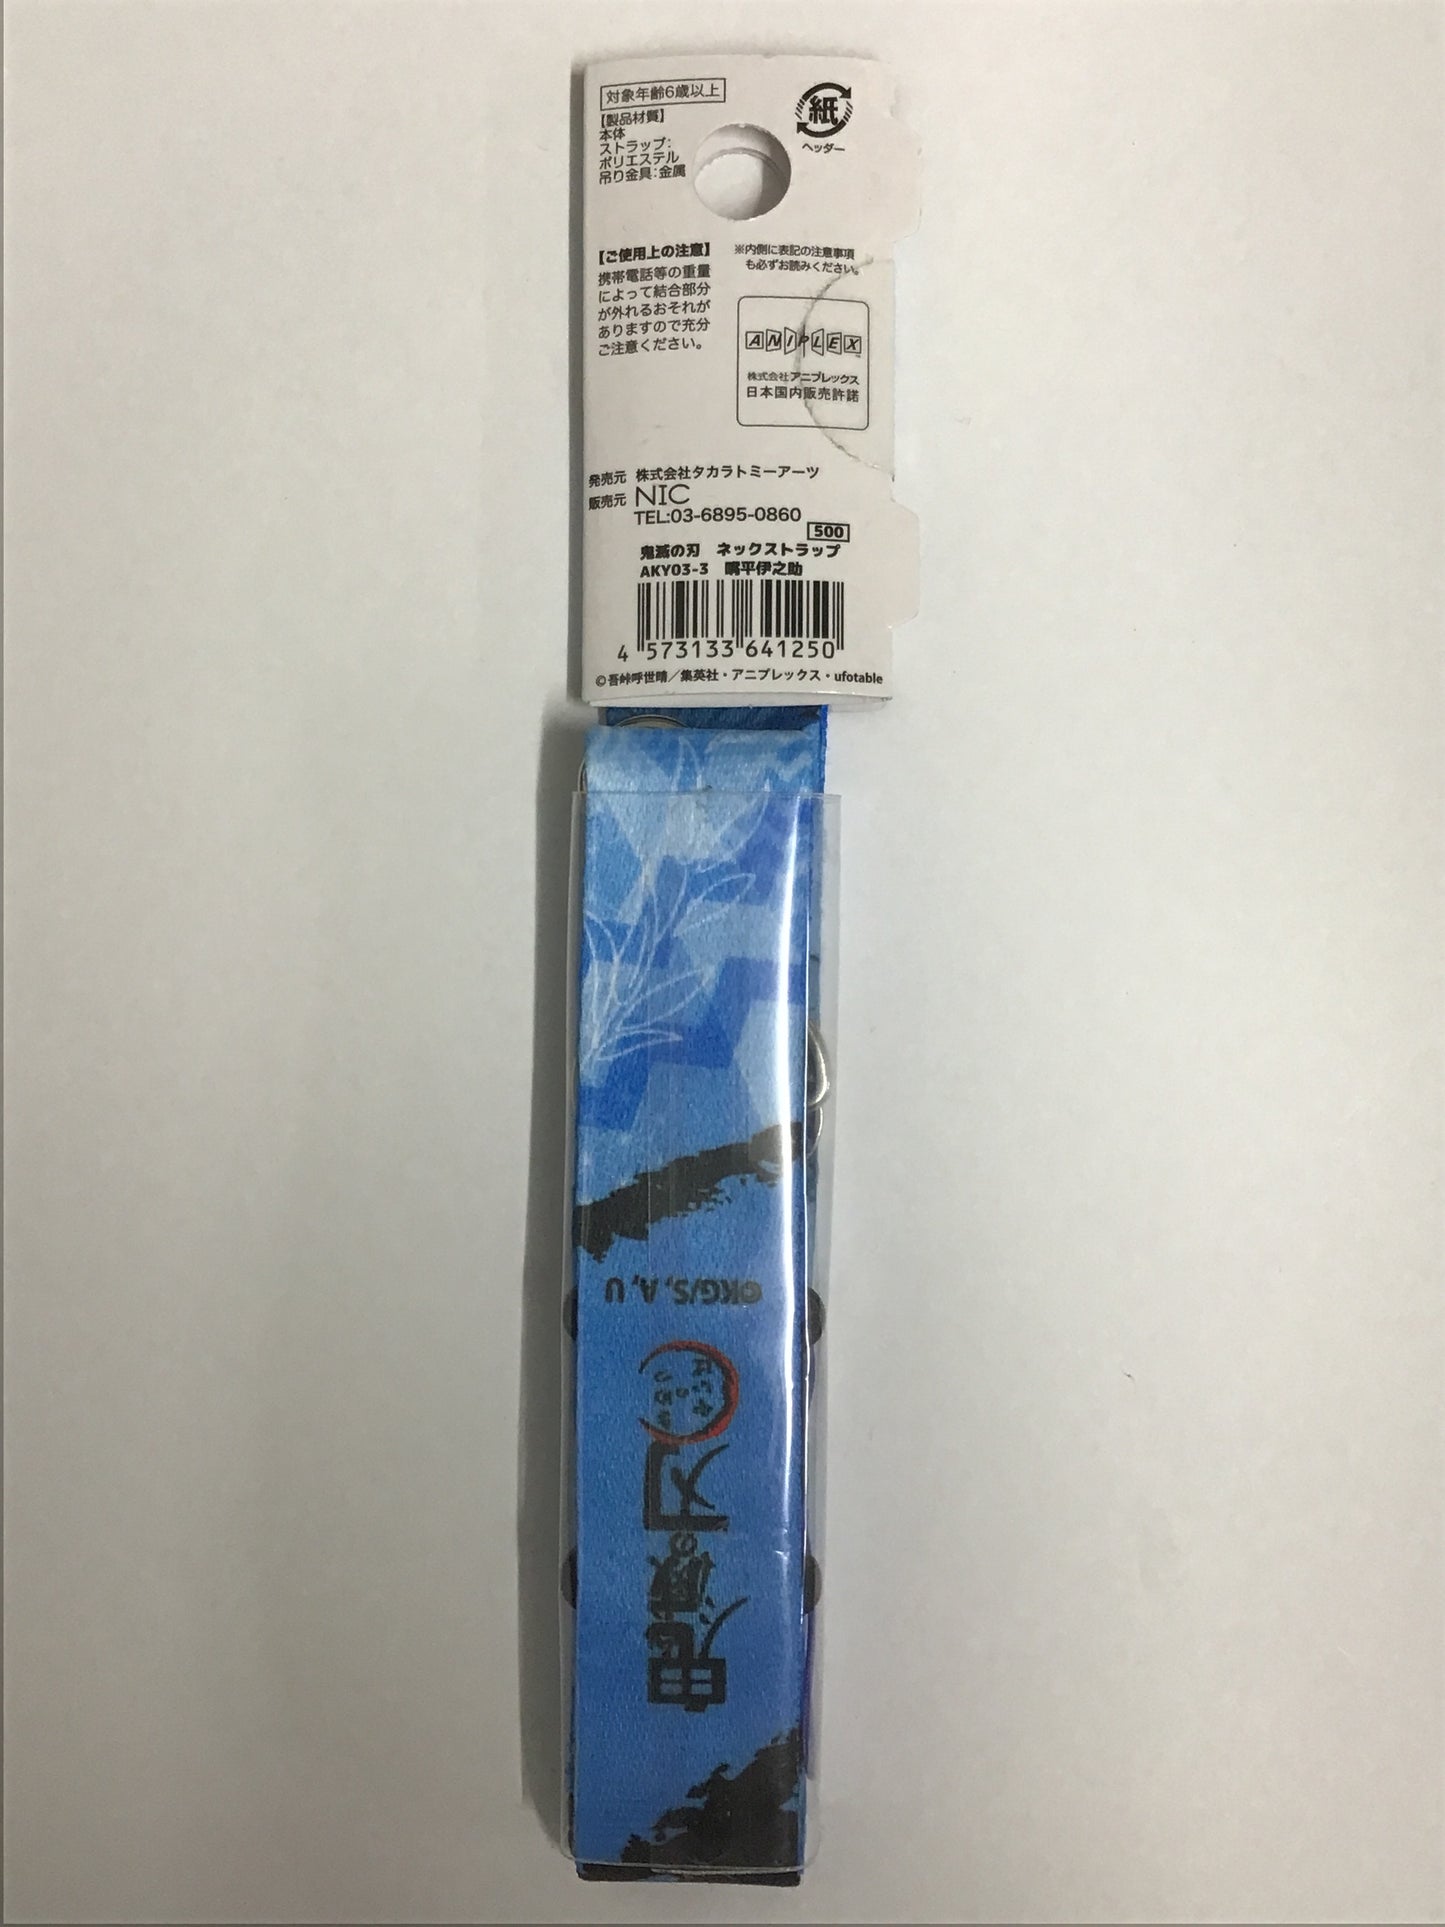 対象年齢6歳以上
【製品材質】
本体
ストラップ:
ポリエステル
吊り金具:金属
紙
ヘッダー
【ご使用上の注意】
携帯電話等の重量
によって結合部分
が外れるおそれが
ありますので充分
ご注意ください。
※内側に表記の注意事項
も必ずお読みください。
ANIPLEX
株式会社アニプレックス
日本国内販売許諾
発売元 株式会社タカラトミーアーツ
販売元 NIC
TEL:03-6895-0860
500
鬼滅の刃 ネックストラップ
AKY03-3 嘴平伊之助
4 573133 641250
©吾峠呼世晴／集英社・アニプレックス・ufotable
©KG/S, A, U
鬼滅の刃